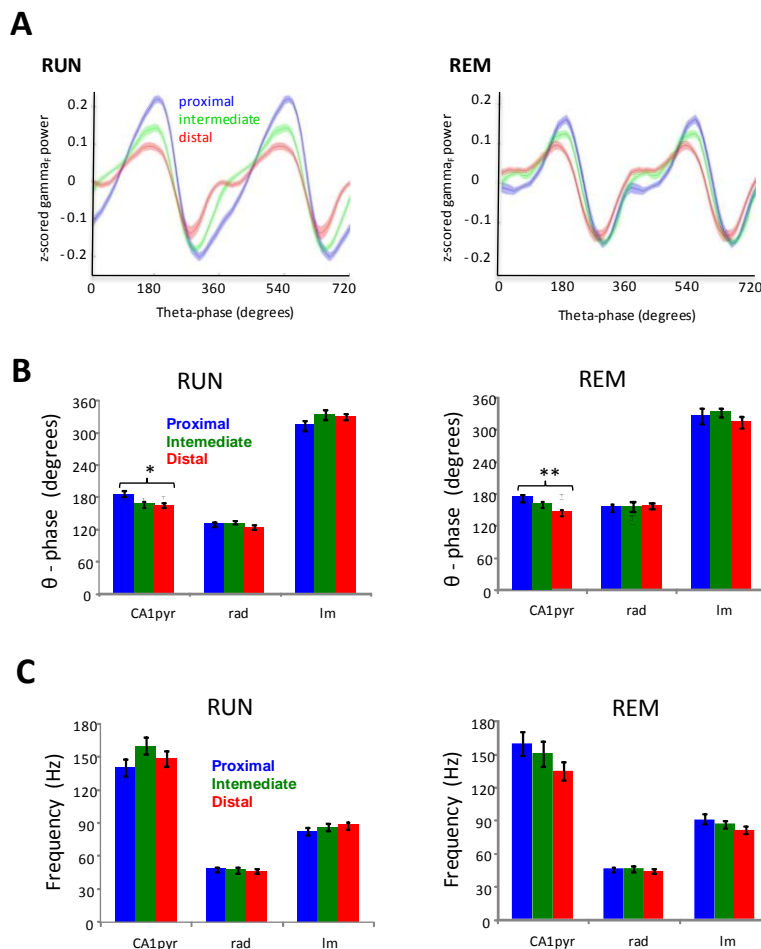 A
RUN
REM
z-scored gammaF power
0.2
0.1
0
-0.1
-0.2
proximal
intermediate
distal
0 180 360 540 720
Theta-phase (degrees)
z-scored gammaF power
0.2
0.1
0
-0.1
-0.2
0 180 360 540 720
Theta-phase (degrees)
B
RUN
REM
θ - phase (degrees)
360
300
240
180
120
60
0
Proximal
Intemediate
Distal
*
CA1pyr rad lm
θ - phase (degrees)
360
300
240
180
120
60
0
**
CA1pyr rad lm
C
RUN
REM
Frequency (Hz)
180
150
120
90
60
30
0
Proximal
Intemediate
Distal
CA1pyr rad lm
Frequency (Hz)
180
150
120
90
60
30
0
CA1pyr rad lm